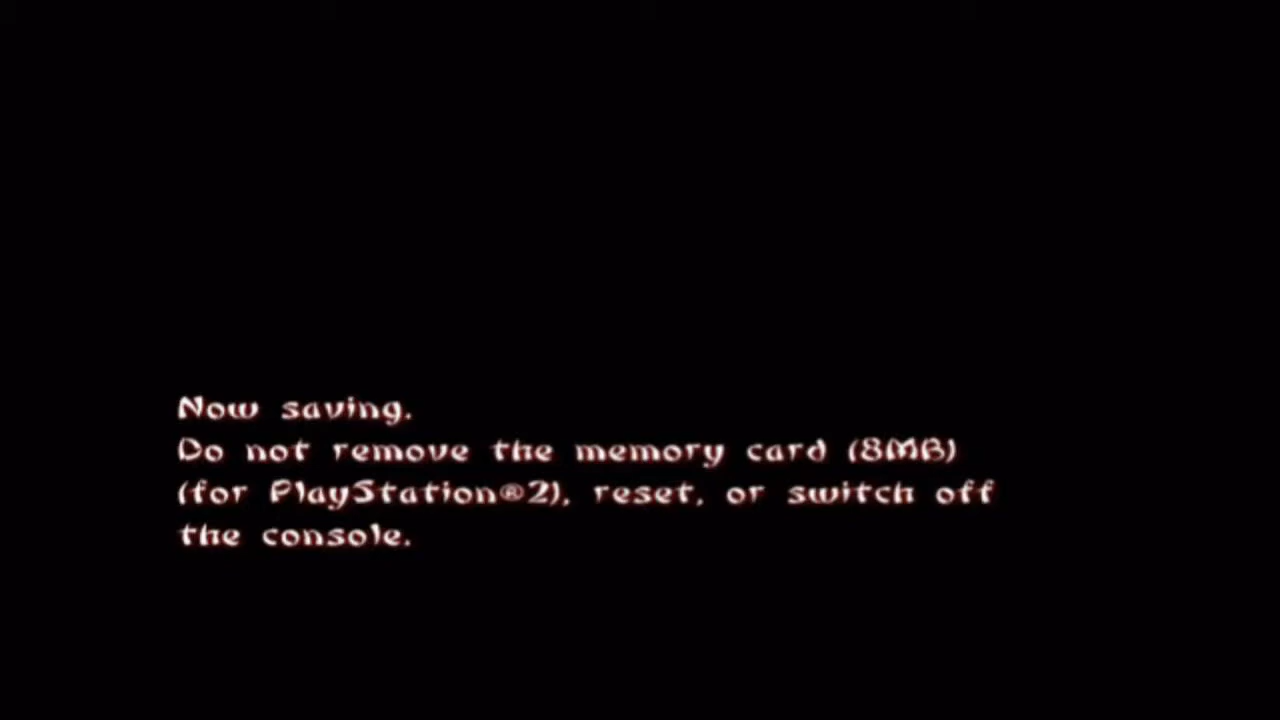 Now saving.
Do not remove the memory card (8MB)
(for PlayStation®2), reset, or switch off
the console.